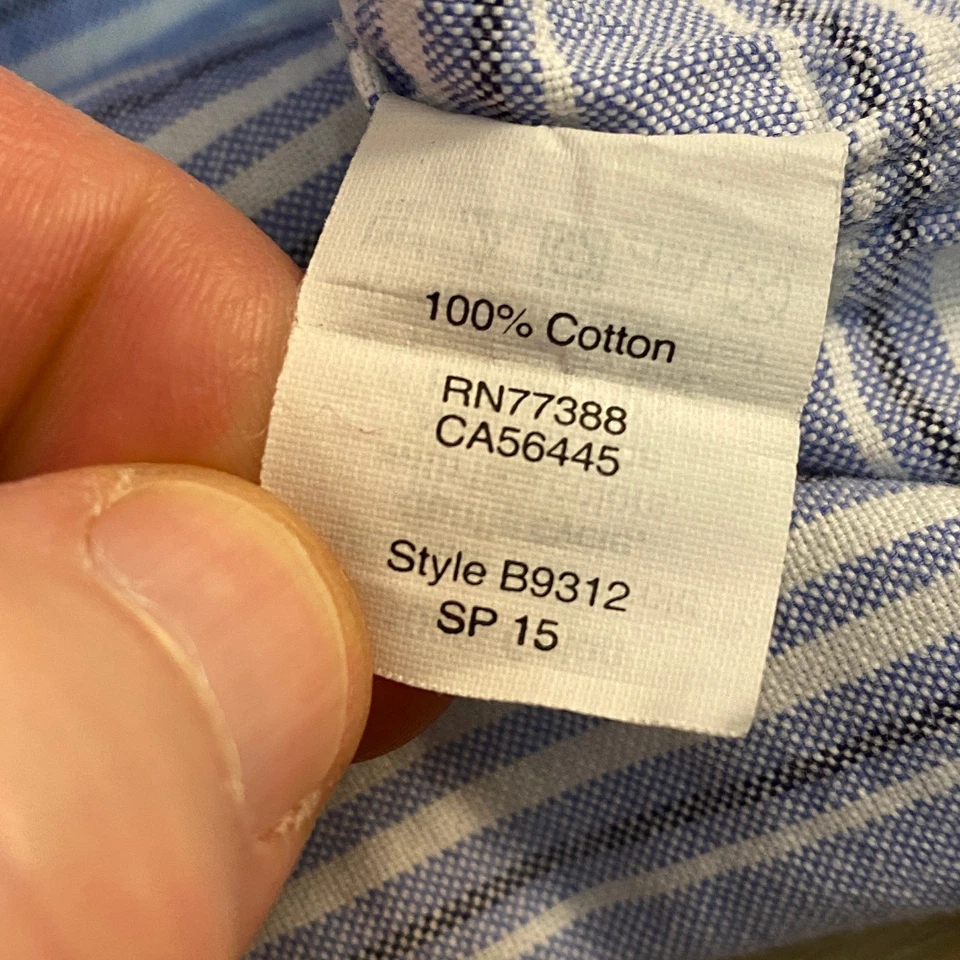 100% Cotton
RN77388
CA56445
Style B9312
SP 15